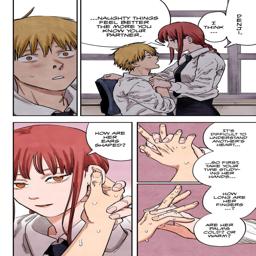 DENJI,
I
THINK
...
...NAUGHTY THINGS
FEEL BETTER
THE MORE YOU
KNOW YOUR
PARTNER.
IT'S
DIFFICULT TO
UNDERSTAND
ANOTHER'S
HEART...
...SO FIRST,
TAKE YOUR
TIME STUDY-
ING HER
HANDS...
HOW
LONG ARE
HER
FINGERS
...?
ARE HER
PALMS
COLD? OR
WARM?
HOW ARE
HER
EARS
SHAPED?